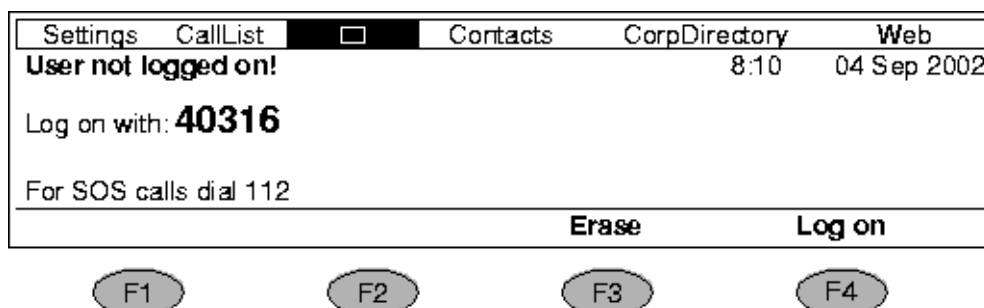 Settings CallList Contacts CorpDirectory Web
User not logged on! 8:10 04 Sep 2002
Log on with: 40316
For SOS calls dial 112
Erase Log on
F1 F2 F3 F4